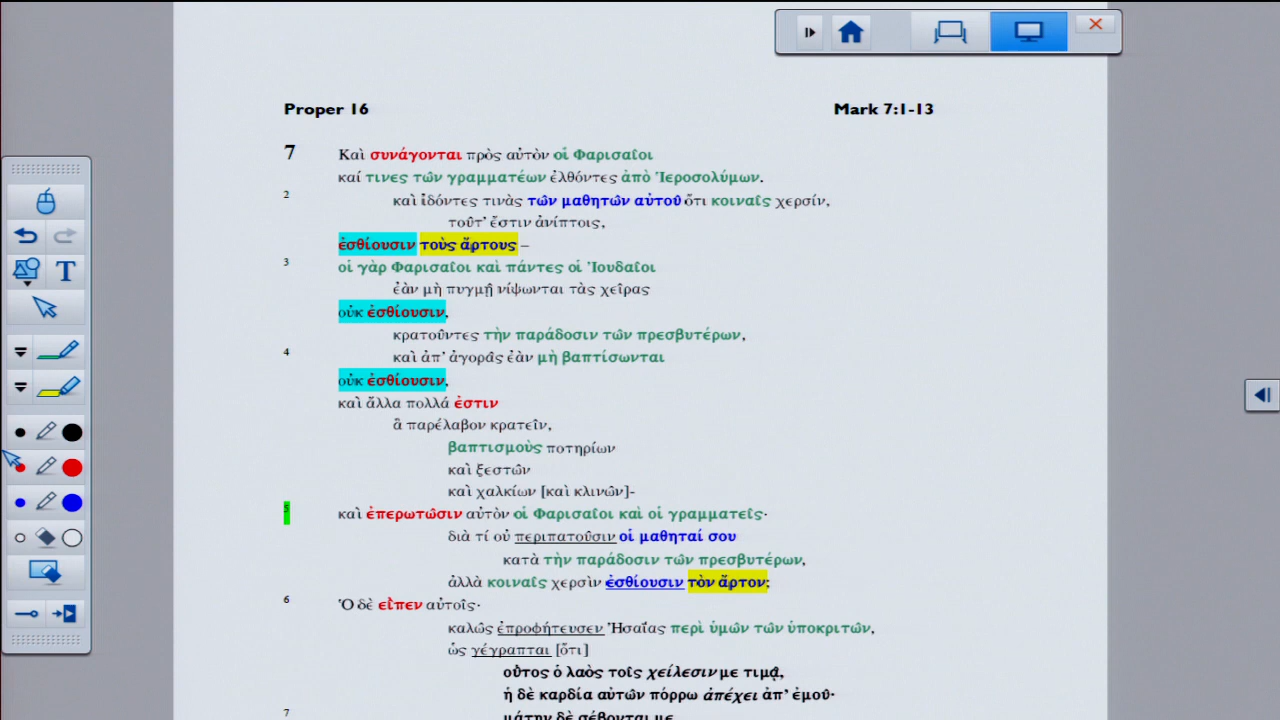 Proper 16 Mark 7:1-13
7 Καὶ συνάγονται πρὸς αὐτὸν οἱ Φαρισαῖοι
καί τινες τῶν γραμματέων ἐλθόντες ἀπὸ Ἱεροσολύμων.
2 καὶ ἰδόντες τινὰς τῶν μαθητῶν αὐτοῦ ὅτι κοιναῖς χερσίν,
τοῦτ’ ἔστιν ἀνίπτοις,
ἐσθίουσιν τοὺς ἄρτους –
3 οἱ γὰρ Φαρισαῖοι καὶ πάντες οἱ Ἰουδαῖοι
ἐὰν μὴ πυγμῇ νίψωνται τὰς χεῖρας
οὐκ ἐσθίουσιν,
κρατοῦντες τὴν παράδοσιν τῶν πρεσβυτέρων,
4 καὶ ἀπ’ ἀγορᾶς ἐὰν μὴ βαπτίσωνται
οὐκ ἐσθίουσιν,
καὶ ἄλλα πολλά ἐστιν
ἃ παρέλαβον κρατεῖν,
βαπτισμοὺς ποτηρίων
καὶ ξεστῶν
καὶ χαλκίων [καὶ κλινῶν]-
5 καὶ ἐπερωτῶσιν αὐτὸν οἱ Φαρισαῖοι καὶ οἱ γραμματεῖς·
διὰ τί οὐ περιπατοῦσιν οἱ μαθηταί σου
κατὰ τὴν παράδοσιν τῶν πρεσβυτέρων,
ἀλλὰ κοιναῖς χερσὶν ἐσθίουσιν τὸν ἄρτον;
6 Ὁ δὲ εἶπεν αὐτοῖς·
καλῶς ἐπροφήτευσεν Ἠσαΐας περὶ ὑμῶν τῶν ὑποκριτῶν,
ὡς γέγραπται [ὅτι]
οὗτος ὁ λαὸς τοῖς χείλεσίν με τιμᾷ,
ἡ δὲ καρδία αὐτῶν πόρρω ἀπέχει ἀπ’ ἐμοῦ·
7 μάτην δὲ σέβονταί με
T